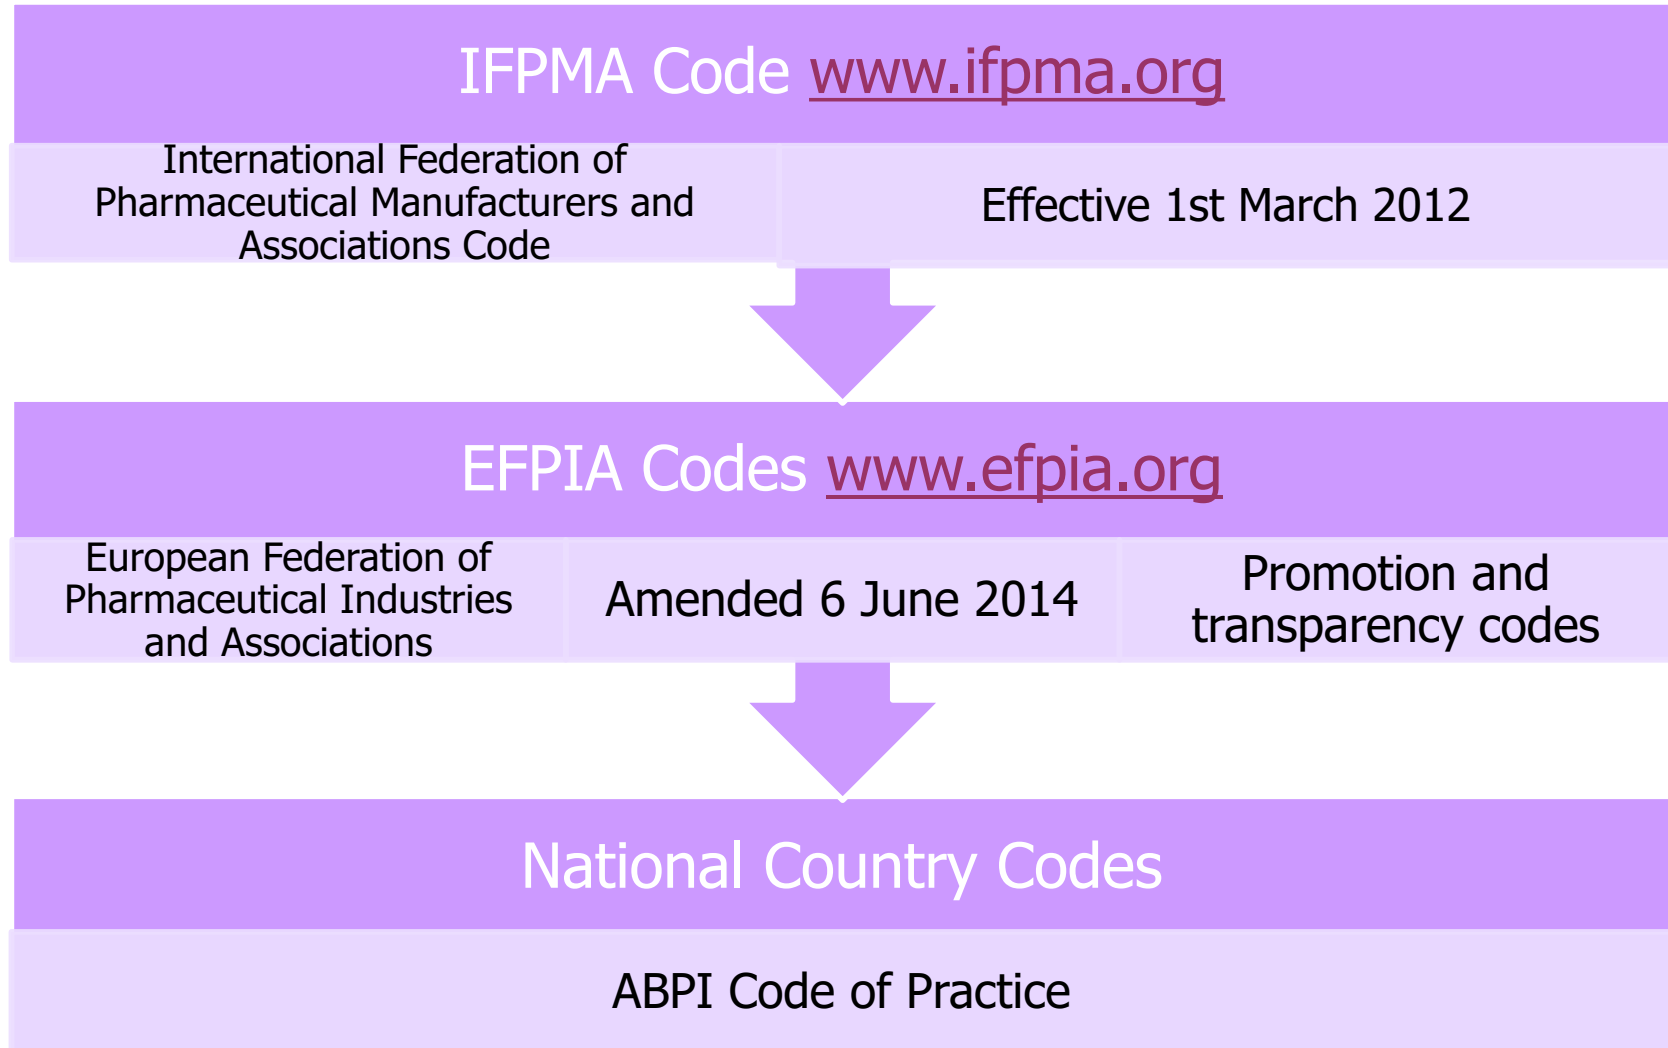 IFPMA Code www.ifpma.org
International Federation of
Pharmaceutical Manufacturers and
Associations Code
Effective 1st March 2012
EFPIA Codes www.efpia.org
European Federation of
Pharmaceutical Industries
and Associations
Amended 6 June 2014
Promotion and
transparency codes
National Country Codes
ABPI Code of Practice